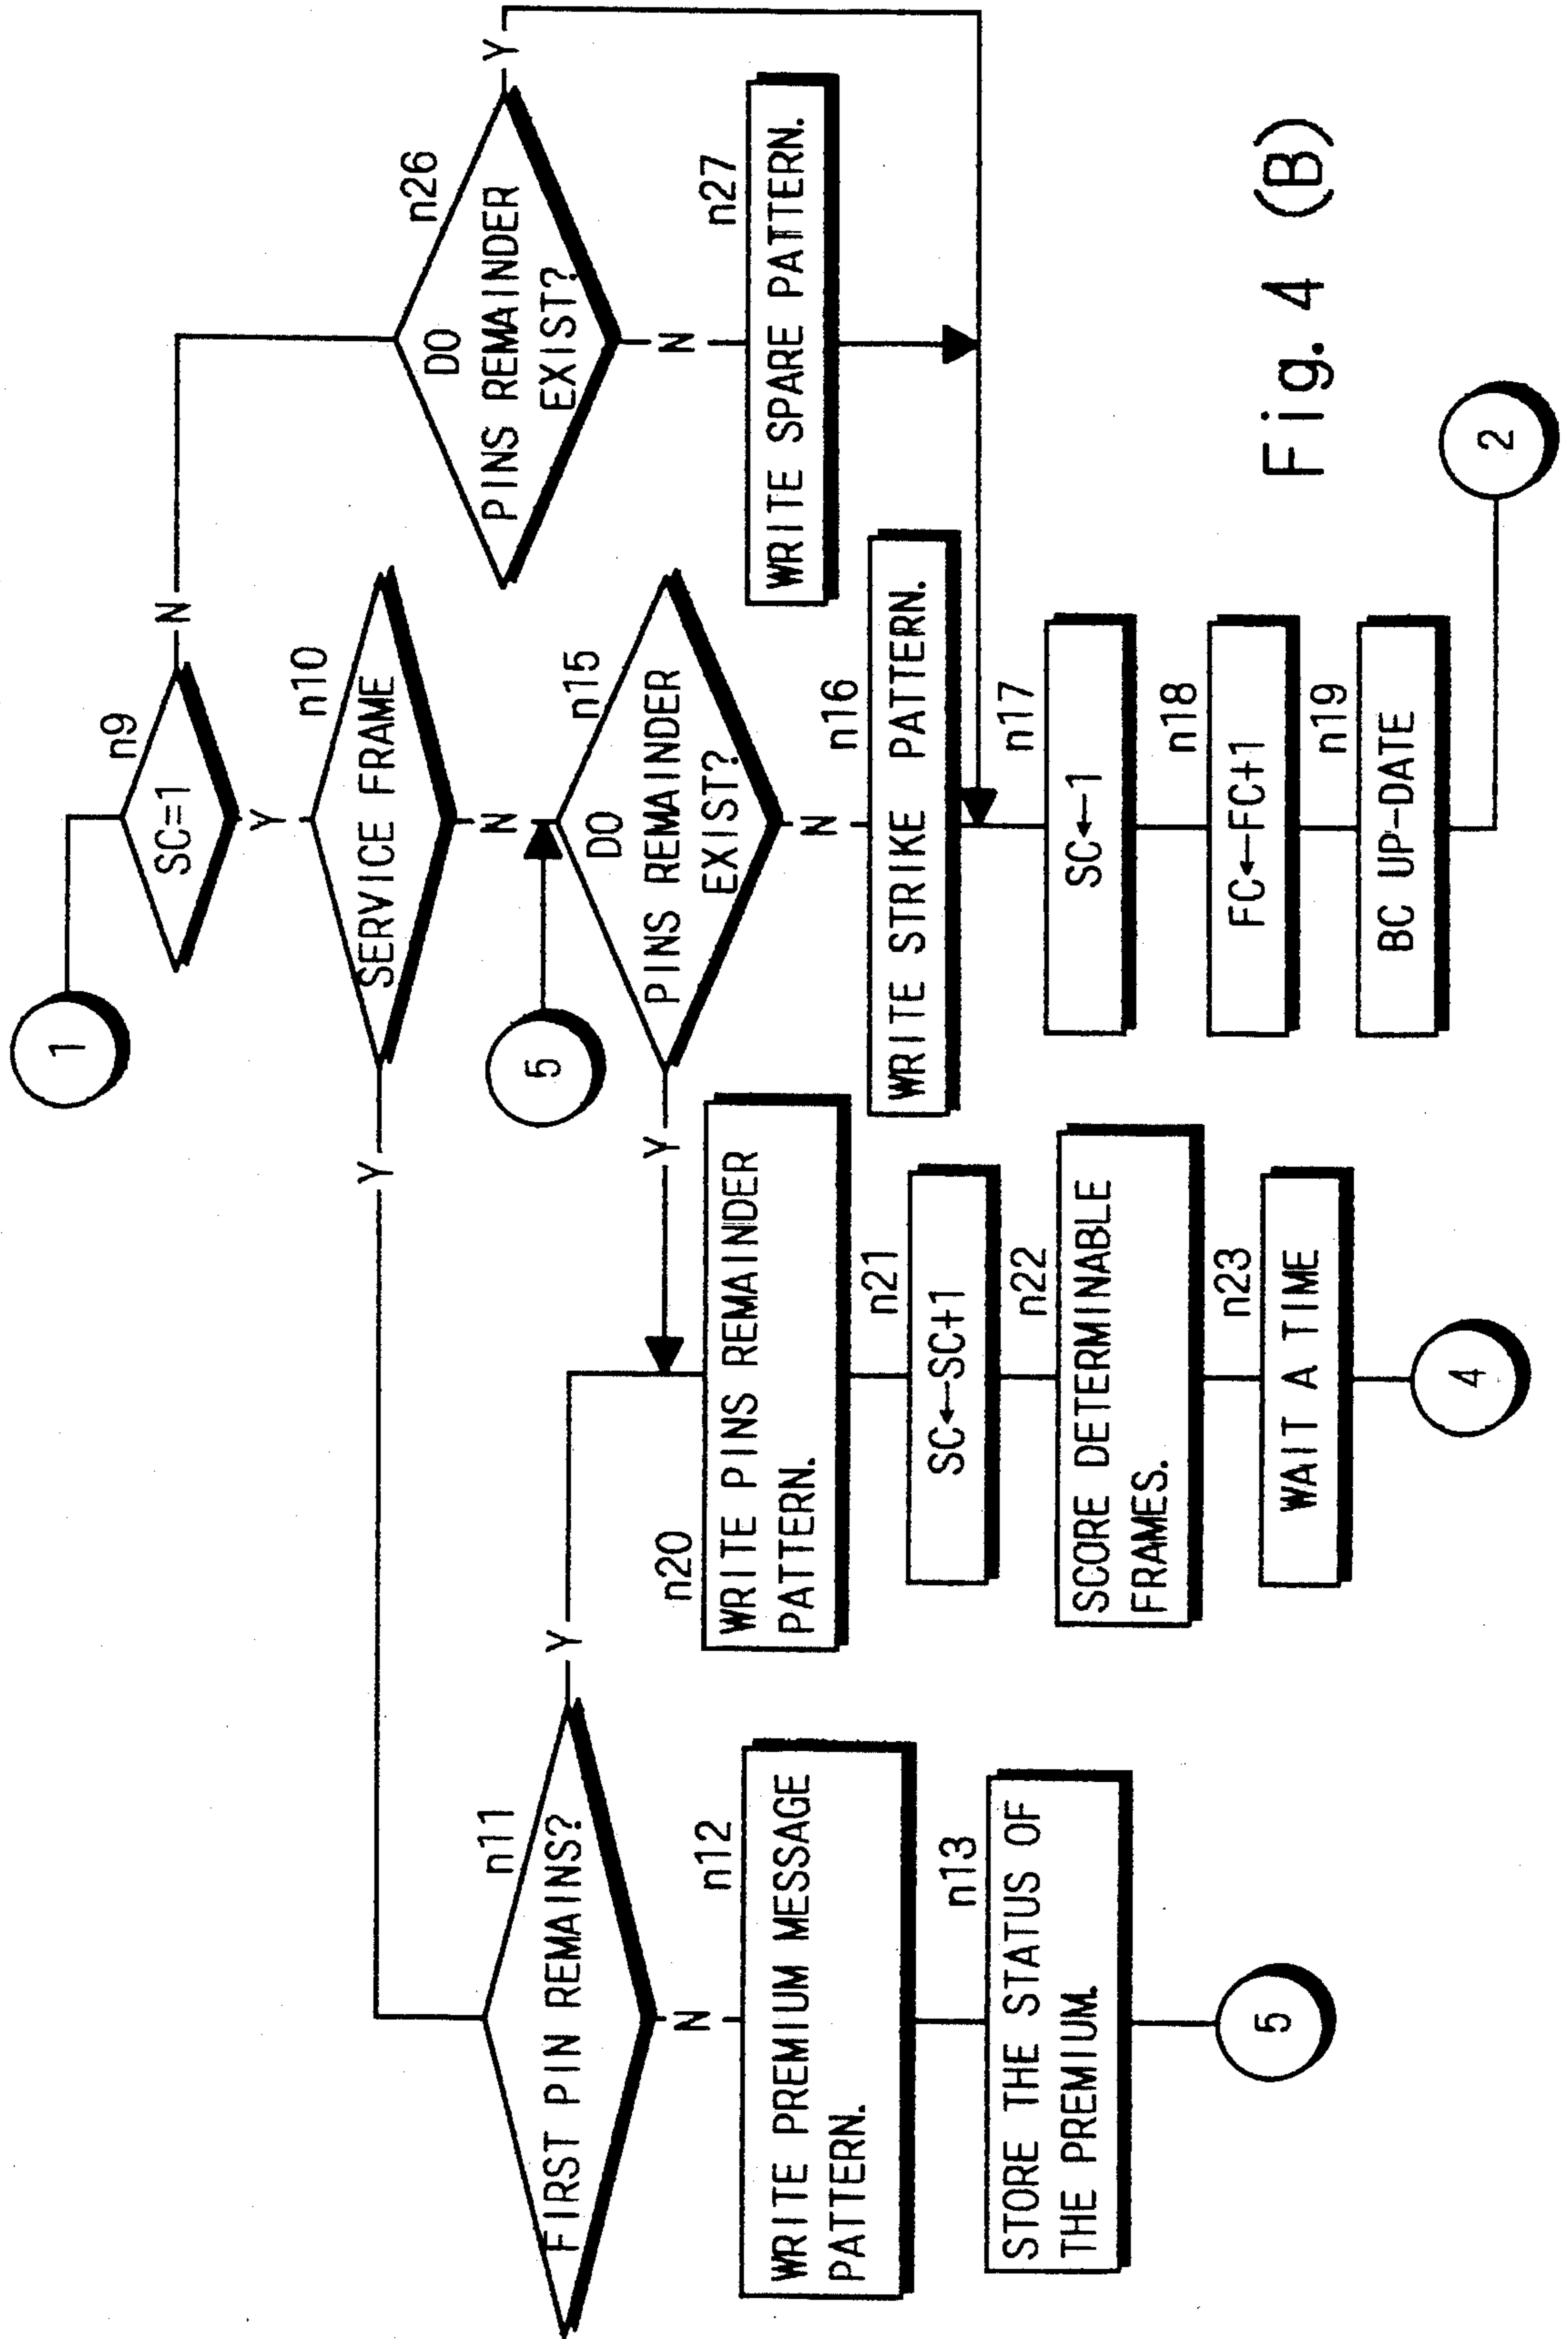 1
n9
SC=1
N
Y
n10
SERVICE FRAME
Y
N
n26
DO
PINS REMAINDER
EXIST?
Y
N
n11
FIRST PIN REMAINS?
Y
N
5
n15
DO
PINS REMAINDER
EXIST?
Y
N
n27
WRITE SPARE PATTERN.
n12
WRITE PREMIUM MESSAGE
PATTERN.
n20
WRITE PINS REMAINDER
PATTERN.
n16
WRITE STRIKE PATTERN.
n13
STORE THE STATUS OF
THE PREMIUM.
n21
SC←SC+1
n17
SC←1
n22
SCORE DETERMINABLE
FRAMES.
n18
FC←FC+1
5
n23
WAIT A TIME
n19
BC UP-DATE
4
2
Fig. 4 (B)